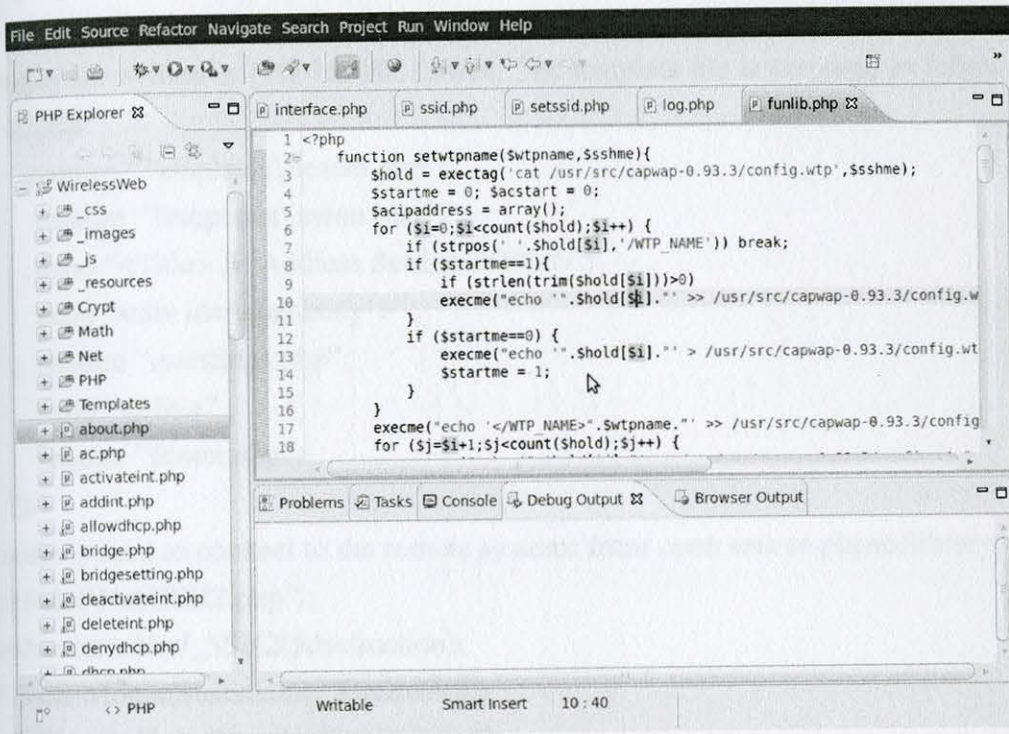 File Edit Source Refactor Navigate Search Project Run Window Help
PHP Explorer
WirelessWeb
_css
_images
_js
_resources
Crypt
Math
Net
PHP
Templates
about.php
ac.php
activateint.php
addint.php
allowdhcp.php
bridge.php
bridgesetting.php
deactivateint.php
deleteint.php
denydhcp.php
dhcp.php
interface.php ssid.php setssid.php log.php funlib.php
1 <?php
2 function setwtpname($wtpname,$sshme){
3 $hold = exectag('cat /usr/src/capwap-0.93.3/config.wtp',$sshme);
4 $startme = 0; $acstart = 0;
5 $acipaddress = array();
6 for ($i=0;$i<count($hold);$i++) {
7 if (strpos(' '.$hold[$i],'/WTP_NAME')) break;
8 if ($startme==1){
9 if (strlen(trim($hold[$i]))>0)
10 execme("echo '".$hold[$i]."' >> /usr/src/capwap-0.93.3/config.w
11 }
12 if ($startme==0) {
13 execme("echo '".$hold[$i]."' > /usr/src/capwap-0.93.3/config.wt
14 $startme = 1;
15 }
16 }
17 execme("echo '</WTP_NAME>".$wtpname."' >> /usr/src/capwap-0.93.3/config
18 for ($j=$i+1;$j<count($hold);$j++) {
Problems Tasks Console Debug Output Browser Output
<> PHP Writable Smart Insert 10 : 40